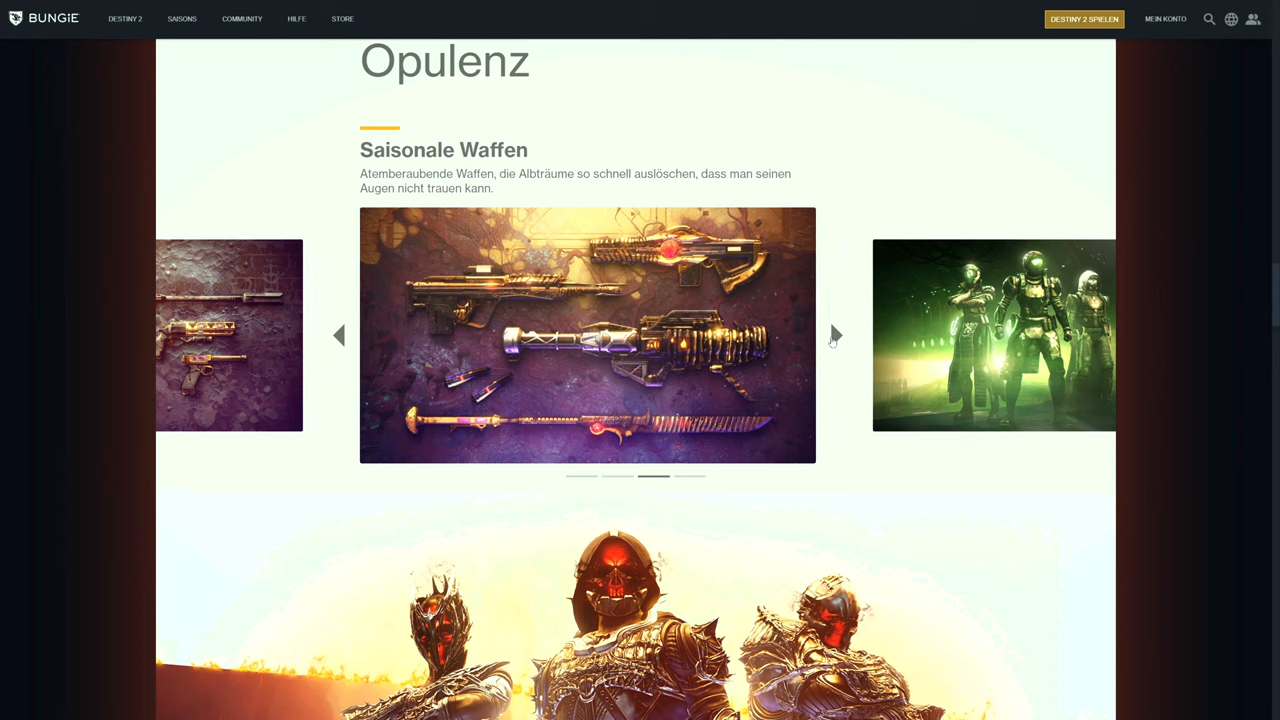 BUNGiE
DESTINY 2
SAISONS
COMMUNITY
HILFE
STORE
DESTINY 2 SPIELEN
MEIN KONTO
Opulenz
Saisonale Waffen
Atemberaubende Waffen, die Albträume so schnell auslöschen, dass man seinen
Augen nicht trauen kann.